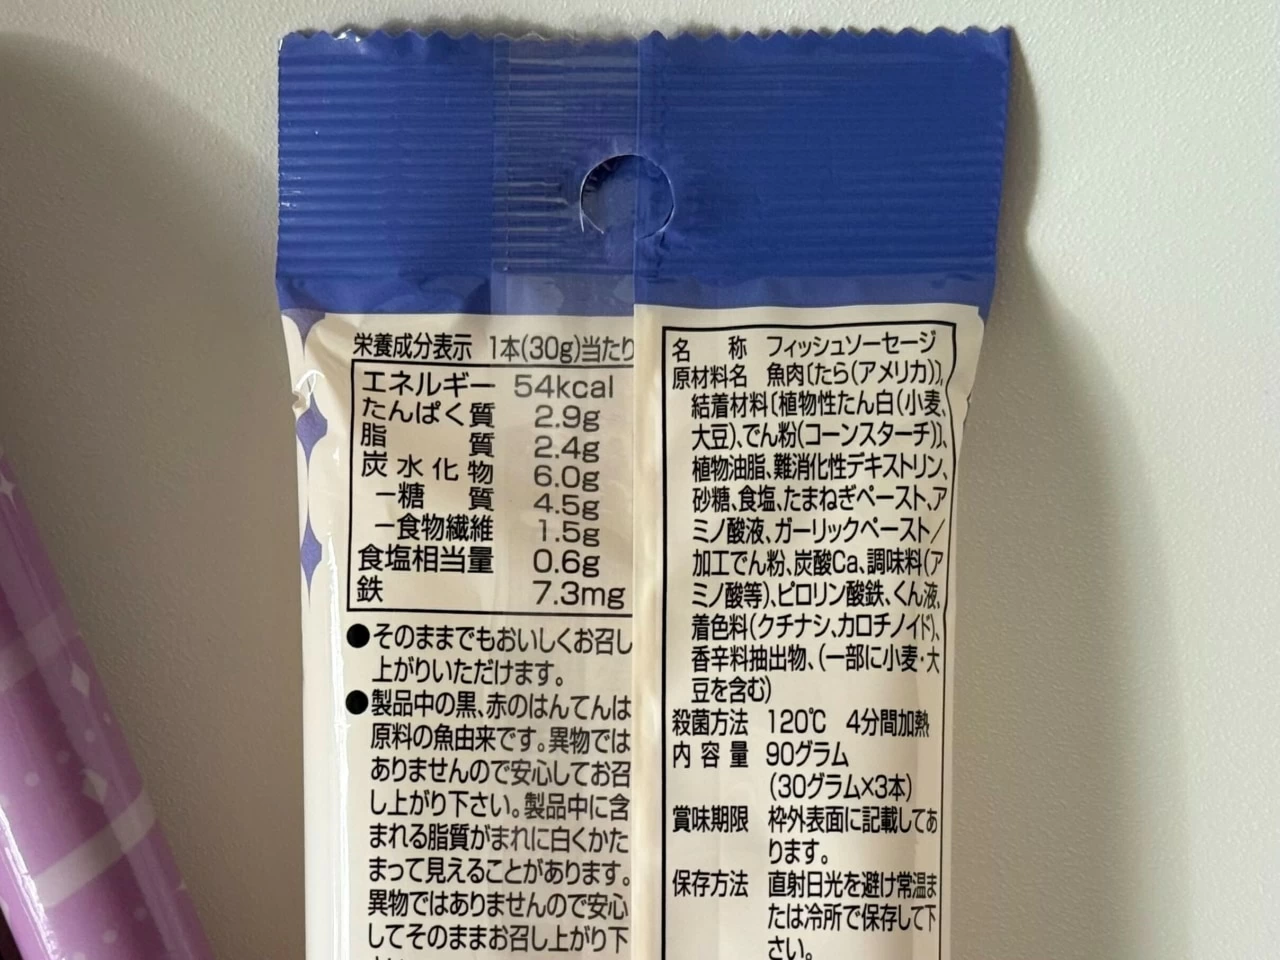 栄養成分表示 1本(30g)当たり
エネルギー 54kcal
たんぱく質 2.9g
脂質 2.4g
炭水化物 6.0g
−糖質 4.5g
−食物繊維 1.5g
食塩相当量 0.6g
鉄 7.3mg
●そのままでもおいしくお召し
上がりいただけます。
●製品中の黒、赤のはんてんは
原料の魚由来です。異物では
ありませんので安心してお召
し上がり下さい。製品中に含
まれる脂質がまれに白くかた
まって見えることがあります。
異物ではありませんので安心
してそのままお召し上がり下
名称 フィッシュソーセージ
原材料名 魚肉〔たら(アメリカ)〕、
結着材料〔植物性たん白(小麦、
大豆)、でん粉(コーンスターチ)〕、
植物油脂、難消化性デキストリン、
砂糖、食塩、たまねぎペースト、ア
ミノ酸液、ガーリックペースト/
加工でん粉、炭酸Ca、調味料(ア
ミノ酸等)、ピロリン酸鉄、くん液、
着色料(クチナシ、カロチノイド)、
香辛料抽出物、(一部に小麦・大
豆を含む)
殺菌方法 120℃ 4分間加熱
内容量 90グラム
(30グラム×3本)
賞味期限 枠外表面に記載してあ
ります。
保存方法 直射日光を避け常温ま
たは冷所で保存して下
さい。